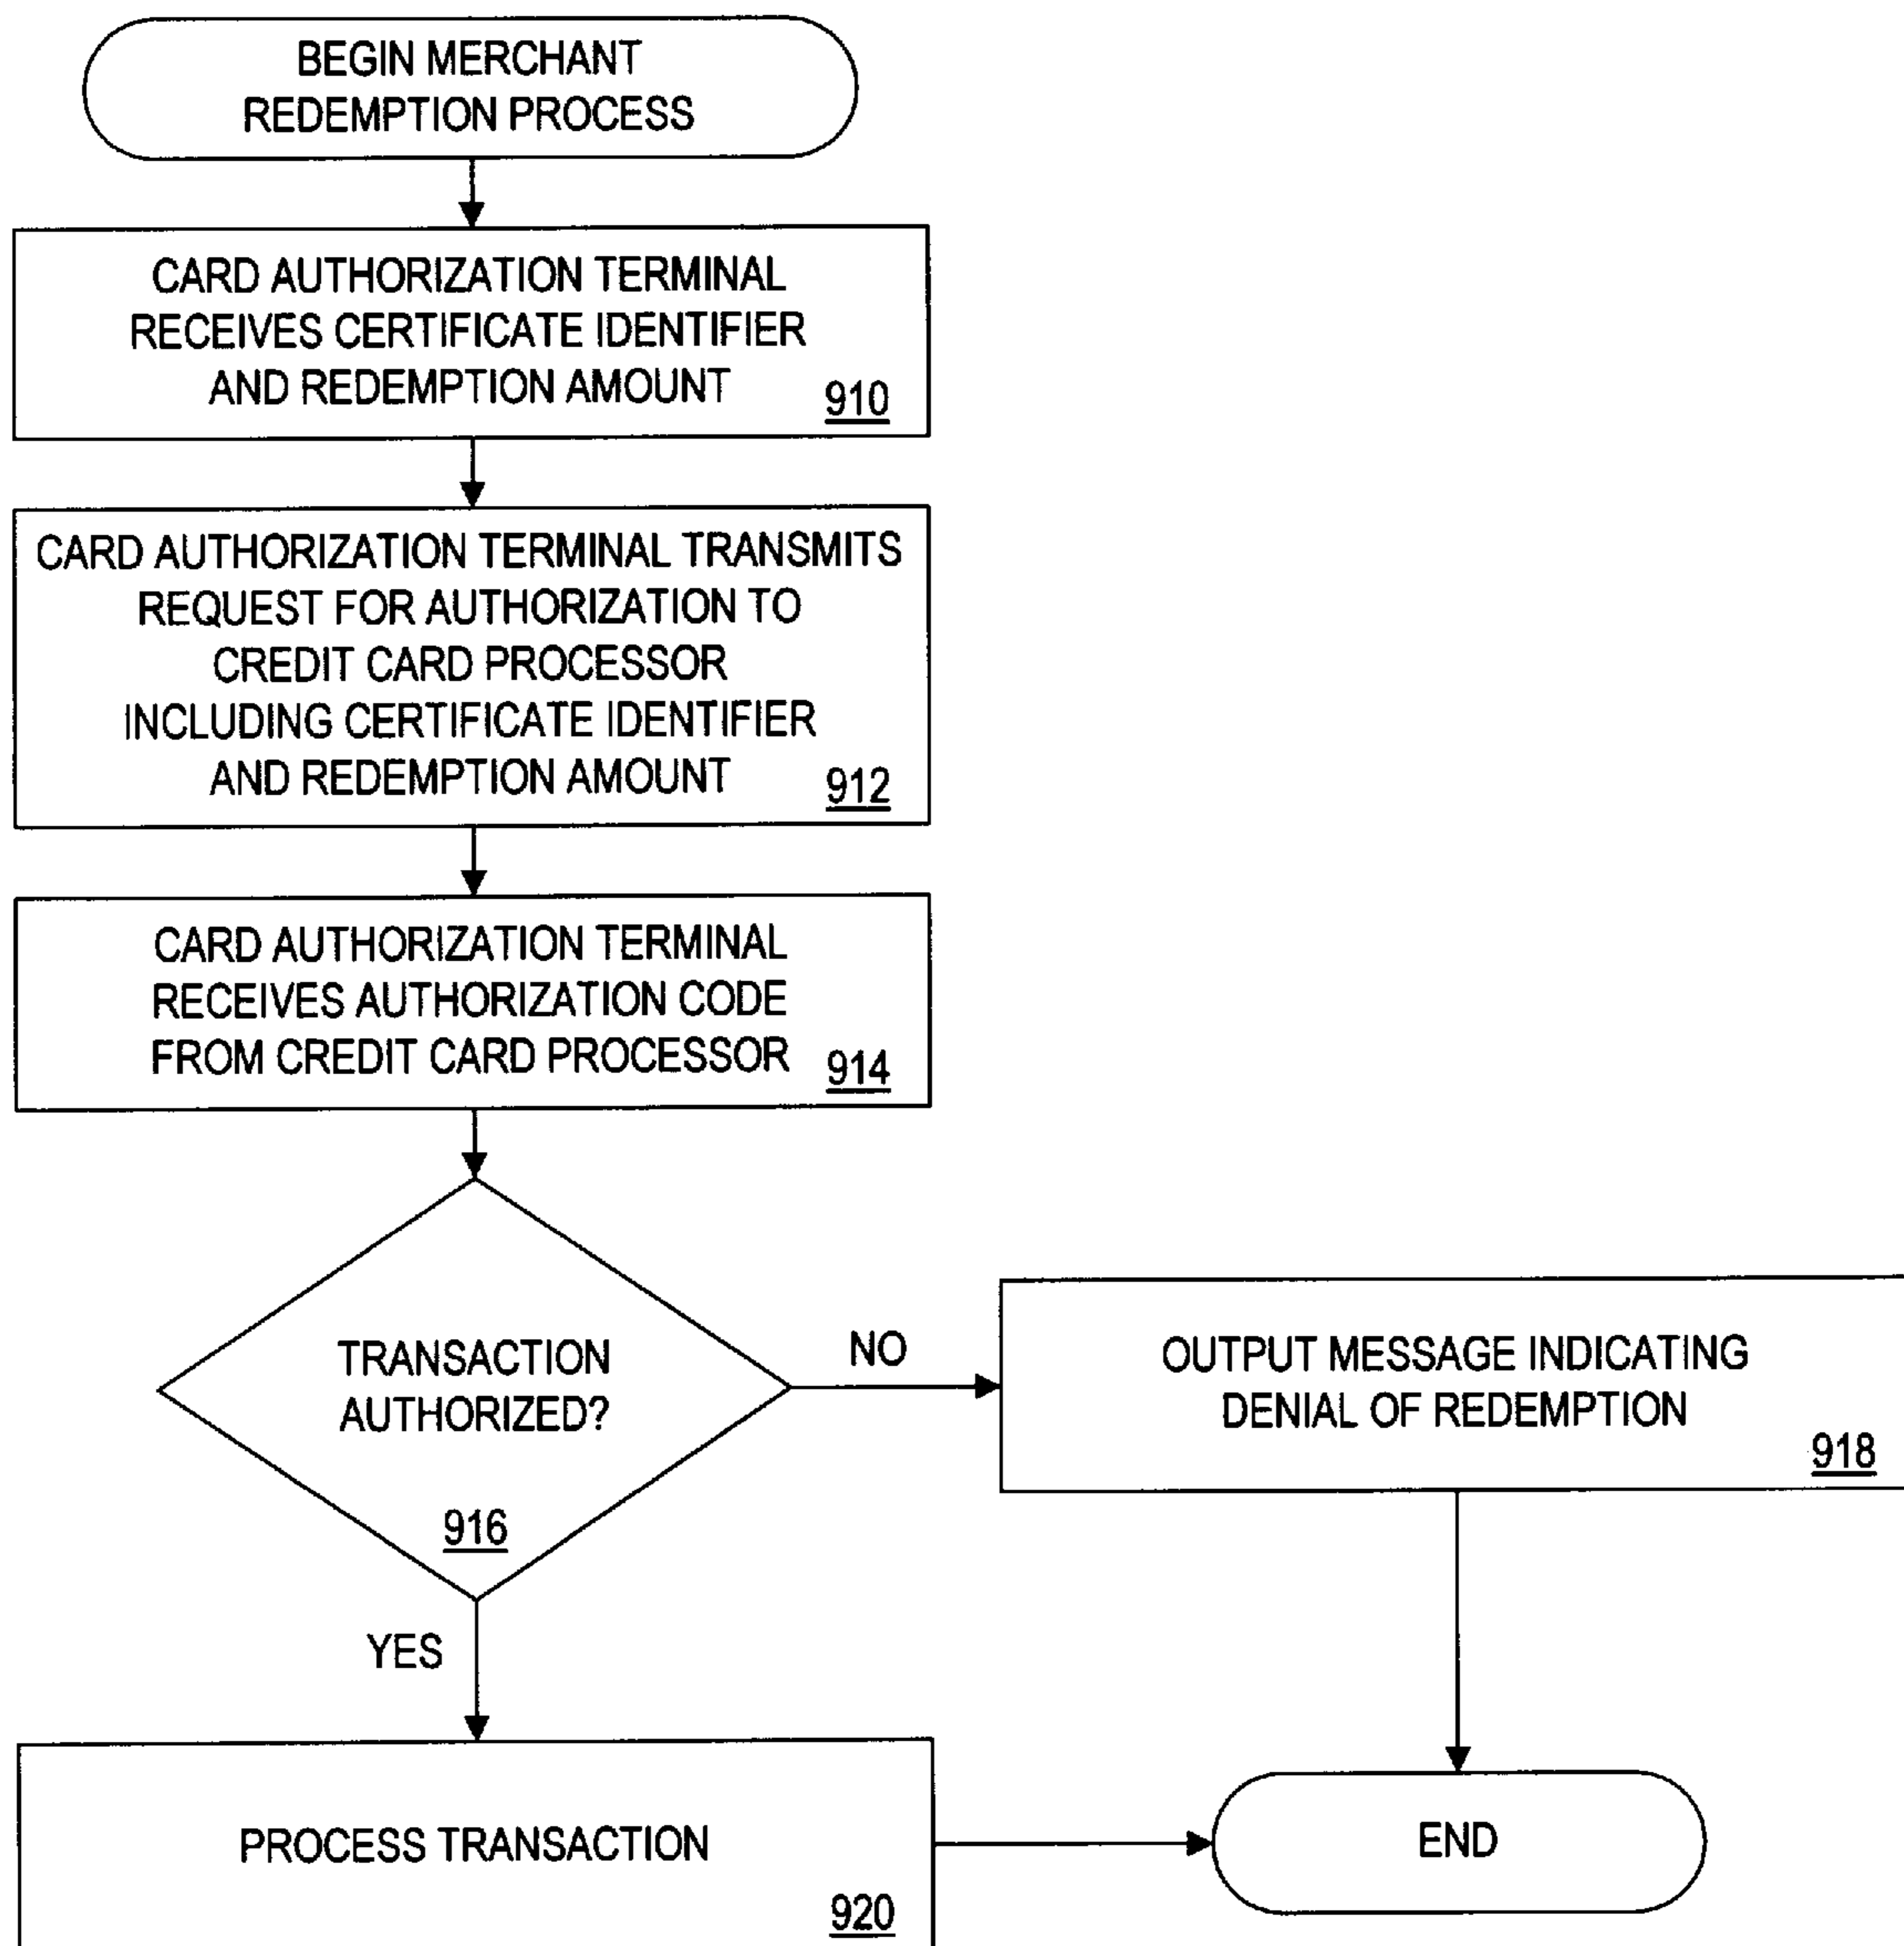 BEGIN MERCHANT
REDEMPTION PROCESS
CARD AUTHORIZATION TERMINAL
RECEIVES CERTIFICATE IDENTIFIER
AND REDEMPTION AMOUNT
910
CARD AUTHORIZATION TERMINAL TRANSMITS
REQUEST FOR AUTHORIZATION TO
CREDIT CARD PROCESSOR
INCLUDING CERTIFICATE IDENTIFIER
AND REDEMPTION AMOUNT
912
CARD AUTHORIZATION TERMINAL
RECEIVES AUTHORIZATION CODE
FROM CREDIT CARD PROCESSOR
914
TRANSACTION
AUTHORIZED?
916
NO
OUTPUT MESSAGE INDICATING
DENIAL OF REDEMPTION
918
YES
PROCESS TRANSACTION
920
END